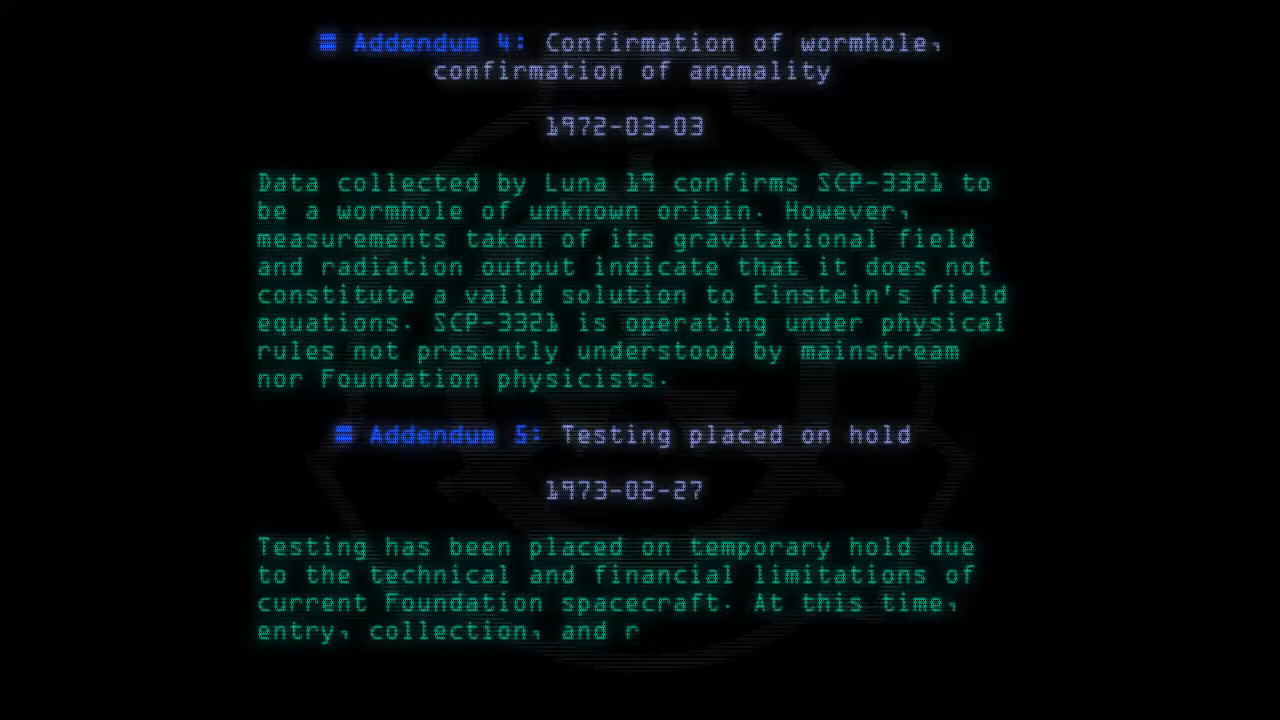 Addendum 4: Confirmation of wormhole,
confirmation of anomality
1972-03-03
Data collected by Luna 19 confirms SCP-3321 to
be a wormhole of unknown origin. However,
measurements taken of its gravitational field
and radiation output indicate that it does not
constitute a valid solution to Einstein's field
equations. SCP-3321 is operating under physical
rules not presently understood by mainstream
nor Foundation physicists.
Addendum 5: Testing placed on hold
1973-02-27
Testing has been placed on temporary hold due
to the technical and financial limitations of
current Foundation spacecraft. At this time,
entry, collection, and r